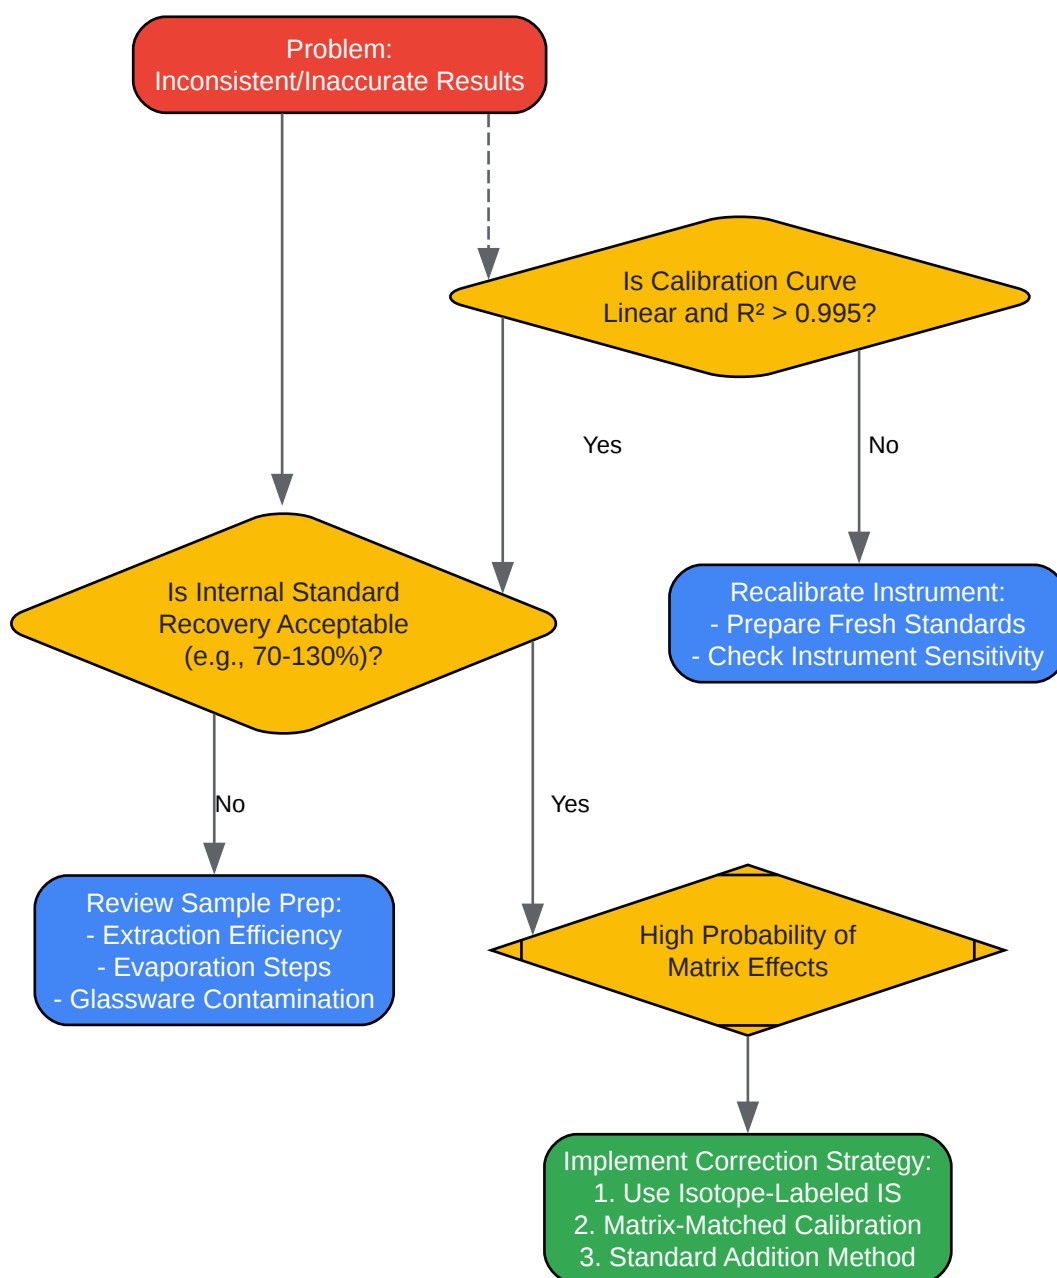 Problem:
Inconsistent/Inaccurate Results
Is Calibration Curve
Linear and R² > 0.995?
Yes
No
Is Internal Standard
Recovery Acceptable
(e.g., 70-130%)?
Recalibrate Instrument:
- Prepare Fresh Standards
- Check Instrument Sensitivity
No
Yes
Review Sample Prep:
- Extraction Efficiency
- Evaporation Steps
- Glassware Contamination
High Probability of
Matrix Effects
Implement Correction Strategy:
1. Use Isotope-Labeled IS
2. Matrix-Matched Calibration
3. Standard Addition Method